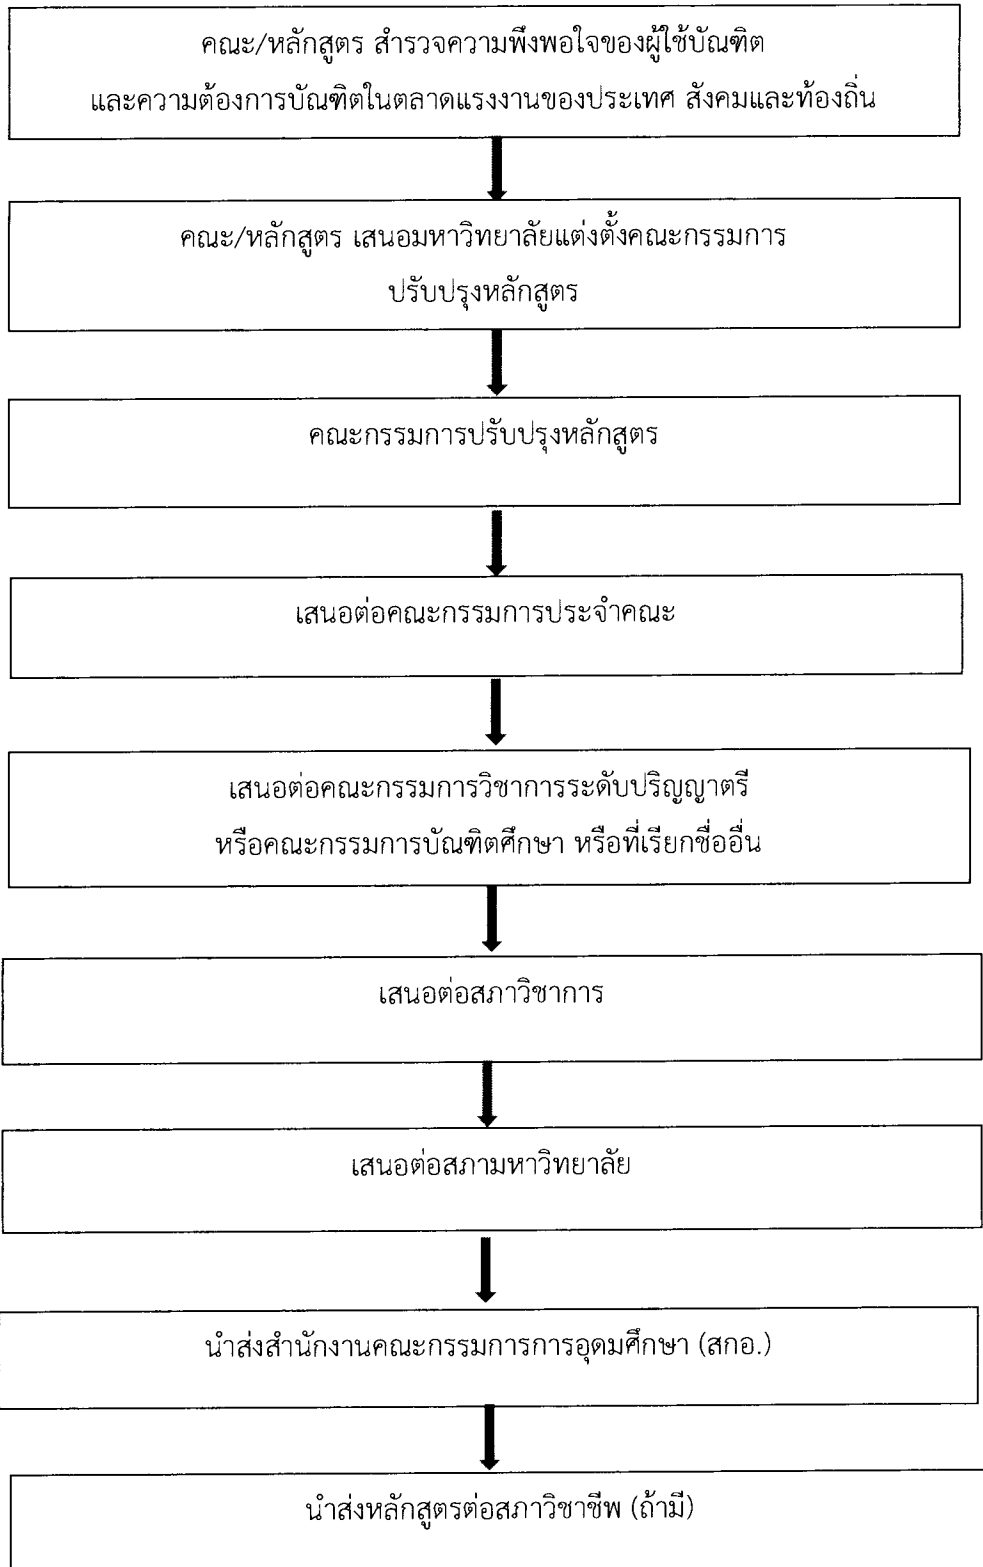 คณะ/หลักสูตร สำรวจความพึงพอใจของผู้ใช้บัณฑิต
และความต้องการบัณฑิตในตลาดแรงงานของประเทศ สังคมและท้องถิ่น
คณะ/หลักสูตร เสนอมหาวิทยาลัยแต่งตั้งคณะกรรมการ
ปรับปรุงหลักสูตร
คณะกรรมการปรับปรุงหลักสูตร
เสนอต่อคณะกรรมการประจำคณะ
เสนอต่อคณะกรรมการวิชาการระดับปริญญาตรี
หรือคณะกรรมการบัณฑิตศึกษา หรือที่เรียกชื่ออื่น
เสนอต่อสภาวิชาการ
เสนอต่อสภามหาวิทยาลัย
นำส่งสำนักงานคณะกรรมการการอุดมศึกษา (สกอ.)
นำส่งหลักสูตรต่อสภาวิชาชีพ (ถ้ามี)